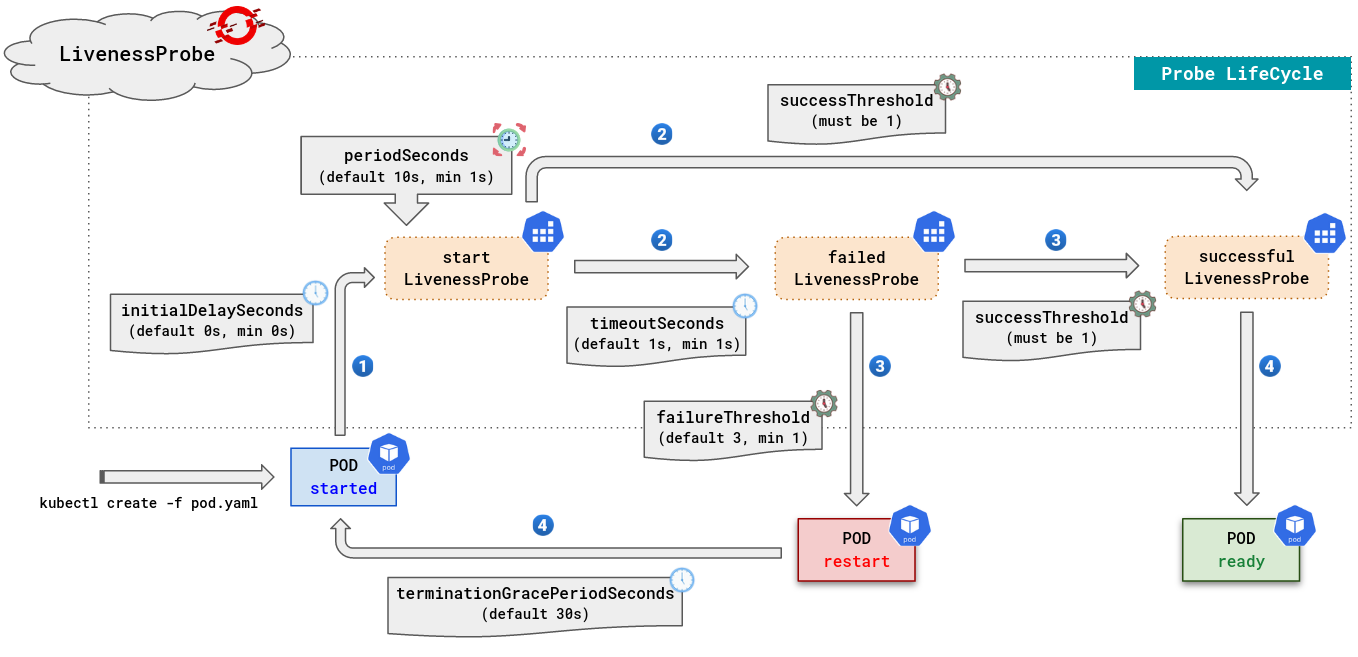 LivenessProbe
Probe LifeCycle
successThreshold
(must be 1)
2
periodSeconds
(default 10s, min 1s)
start
LivenessProbe
2
failed
LivenessProbe
3
successful
LivenessProbe
initialDelaySeconds
(default 0s, min 0s)
timeoutSeconds
(default 1s, min 1s)
successThreshold
(must be 1)
1
3
4
failureThreshold
(default 3, min 1)
POD
started
pod
kubectl create -f pod.yaml
4
POD
restart
pod
POD
ready
pod
terminationGracePeriodSeconds
(default 30s)